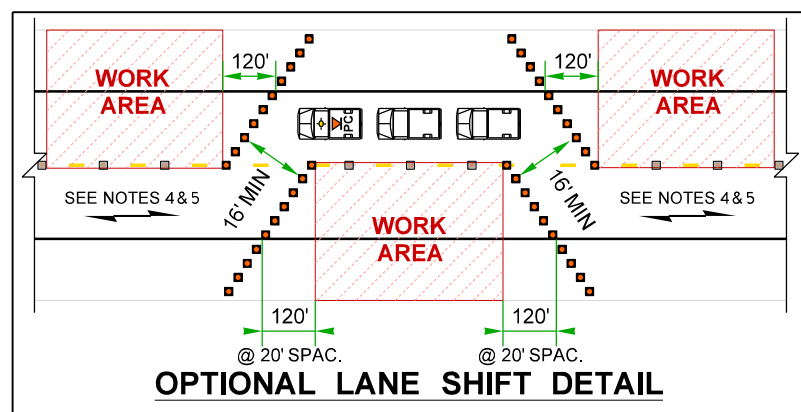 120'
120'
WORK
AREA
WORK
AREA
PC
SEE NOTES 4 & 5
16' MIN
16' MIN
SEE NOTES 4 & 5
WORK
AREA
120'
120'
@ 20' SPAC.
@ 20' SPAC.
OPTIONAL LANE SHIFT DETAIL